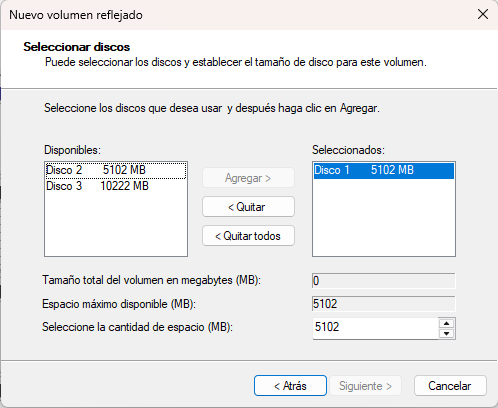 Nuevo volumen reflejado
Seleccionar discos
Puede seleccionar los discos y establecer el tamaño de disco para este volumen.
Seleccione los discos que desea usar y después haga clic en Agregar.
Disponibles:
Disco 2 5102 MB
Disco 3 10222 MB
Agregar >
< Quitar
< Quitar todos
Seleccionados:
Disco 1 5102 MB
Tamaño total del volumen en megabytes (MB): 0
Espacio máximo disponible (MB): 5102
Seleccione la cantidad de espacio (MB): 5102
< Atrás Siguiente > Cancelar